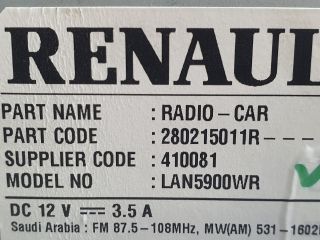 RENAUL
PART NAME : RADIO-CAR
PART CODE : 280215011R---
SUPPLIER CODE : 410081
MODEL NO : LAN5900WR
DC 12 V ⎓ 3.5 A
Saudi Arabia : FM 87.5-108MHz, MW(AM) 531-1602